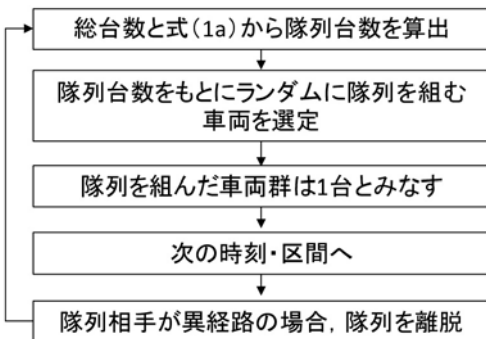 総台数と式(1a)から隊列台数を算出
隊列台数をもとにランダムに隊列を組む
車両を選定
隊列を組んだ車両群は1台とみなす
次の時刻・区間へ
隊列相手が異経路の場合, 隊列を離脱